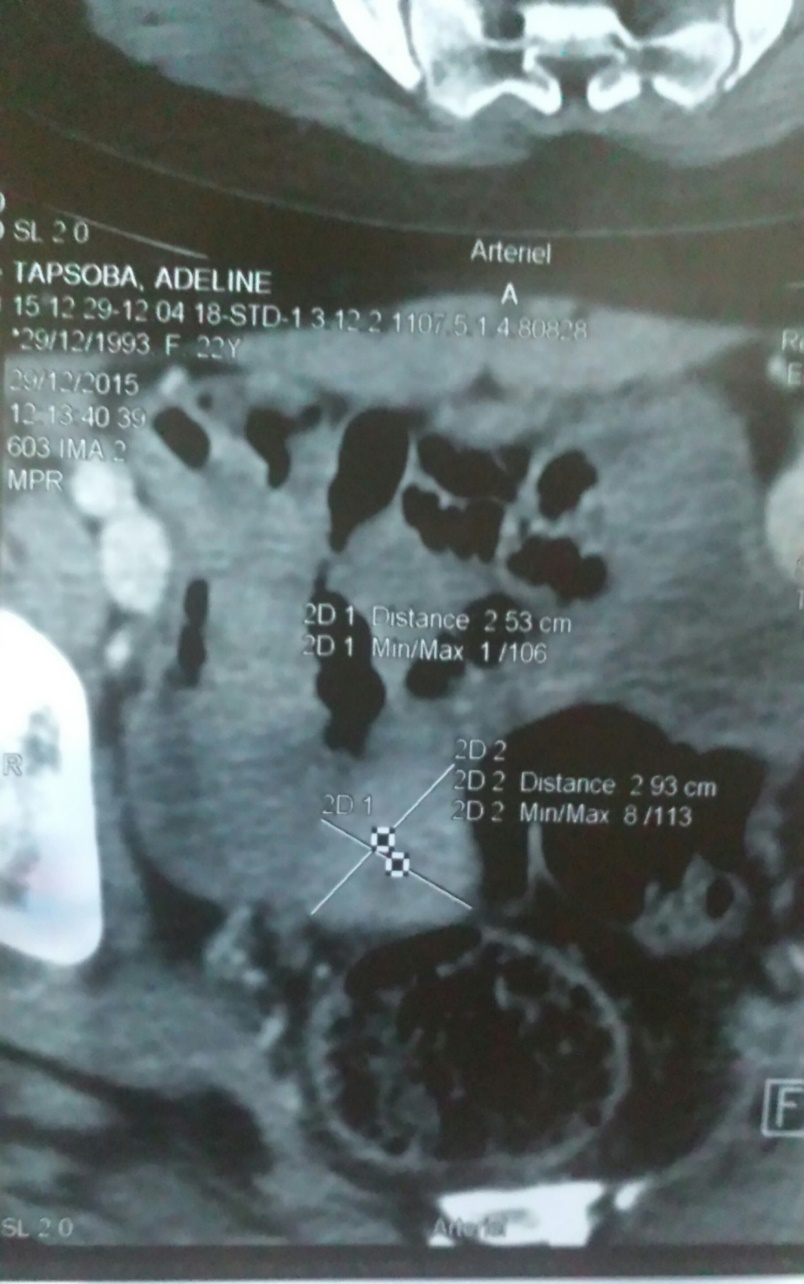 SL 2 0
Arteriel
TAPSOBA, ADELINE
A
15 12 29-12 04 18-STD-1 3.12.2.1107.5.1.4.80828
*29/12/1993 F 22Y
29/12/2015
12 13 40 39
603 IMA 2
MPR
2D 1 Distance 2 53 cm
2D 1 Min/Max 1 /106
R
2D 2
2D 2 Distance 2 93 cm
2D 1
2D 2 Min/Max 8 /113
F
SL 2 0
Arteriel